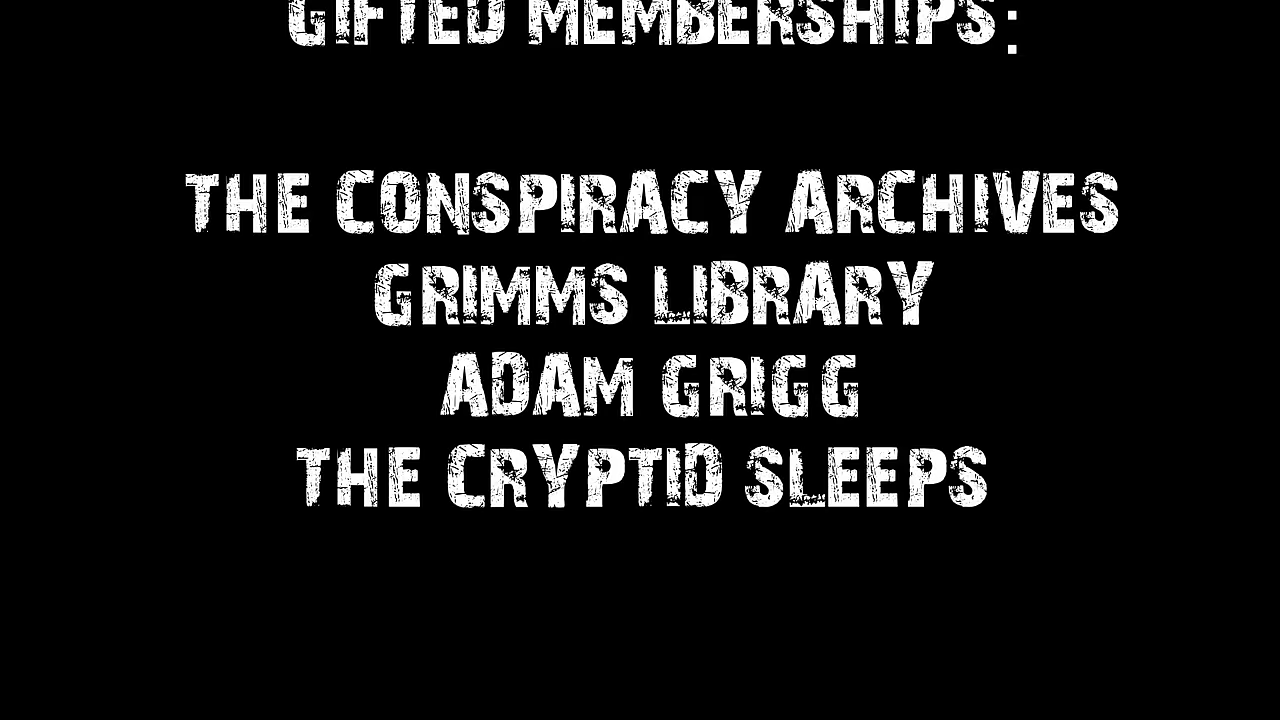 GIFTED MEMBERSHIPS:
THE CONSPIRACY ARCHIVES
GRIMMS LIBRARY
ADAM GRIGG
THE CRYPTID SLEEPS